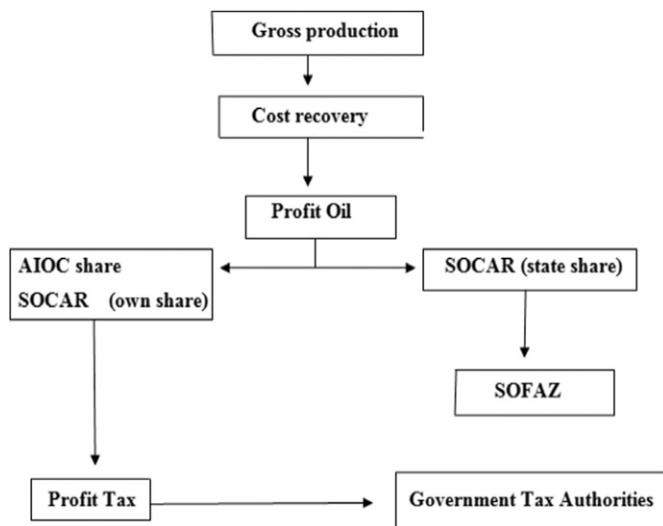 Gross production
Cost recovery
Profit Oil
AIOC share
SOCAR (own share)
SOCAR (state share)
SOFAZ
Profit Tax
Government Tax Authorities